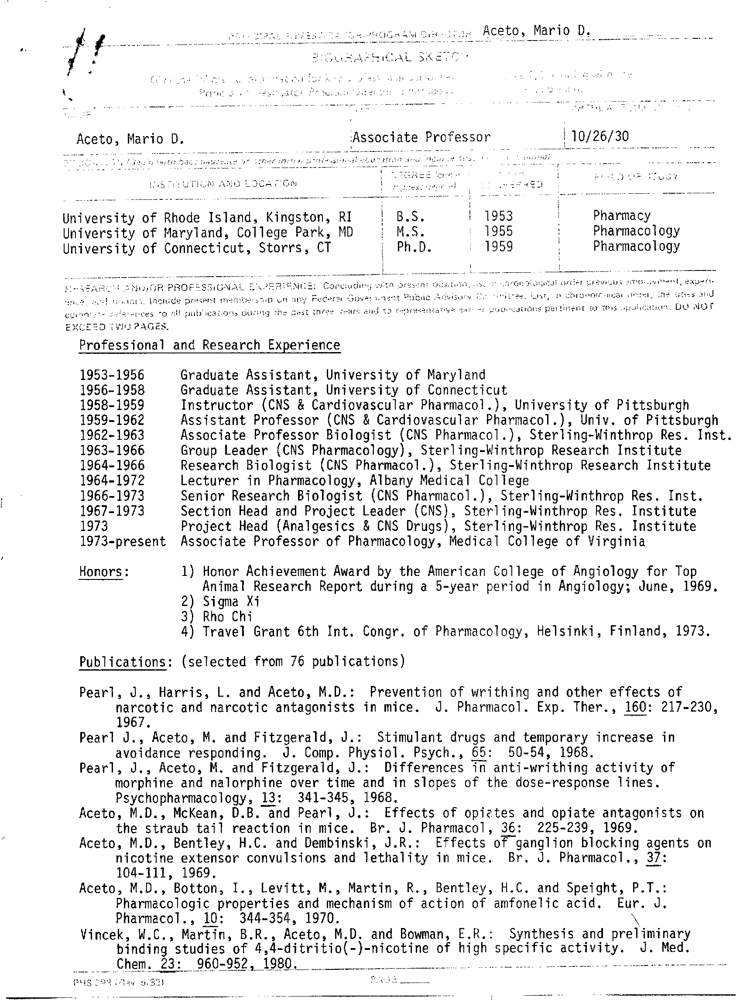 PRINCIPAL INVESTIGATOR/PROGRAM DIRECTOR Aceto, Mario D.
BIOGRAPHICAL SKETCH
Aceto, Mario D. Associate Professor 10/26/30
INSTITUTION AND LOCATION DEGREE FIELD OF STUDY
University of Rhode Island, Kingston, RI B.S. 1953 Pharmacy
University of Maryland, College Park, MD M.S. 1955 Pharmacology
University of Connecticut, Storrs, CT Ph.D. 1959 Pharmacology
RESEARCH AND/OR PROFESSIONAL EXPERIENCE: Concluding with present position, list in chronological order previous employment, experi-
ence, and honors. Include present membership on any Federal Government Public Advisory Committee. List, in chronological order, the titles and
complete references to all publications during the past three years and to representative earlier publications pertinent to this application. DO NOT
EXCEED TWO PAGES.
Professional and Research Experience
1953-1956 Graduate Assistant, University of Maryland
1956-1958 Graduate Assistant, University of Connecticut
1958-1959 Instructor (CNS & Cardiovascular Pharmacol.), University of Pittsburgh
1959-1962 Assistant Professor (CNS & Cardiovascular Pharmacol.), Univ. of Pittsburgh
1962-1963 Associate Professor Biologist (CNS Pharmacol.), Sterling-Winthrop Res. Inst.
1963-1966 Group Leader (CNS Pharmacology), Sterling-Winthrop Research Institute
1964-1966 Research Biologist (CNS Pharmacol.), Sterling-Winthrop Research Institute
1964-1972 Lecturer in Pharmacology, Albany Medical College
1966-1973 Senior Research Biologist (CNS Pharmacol.), Sterling-Winthrop Res. Inst.
1967-1973 Section Head and Project Leader (CNS), Sterling-Winthrop Res. Institute
1973 Project Head (Analgesics & CNS Drugs), Sterling-Winthrop Res. Institute
1973-present Associate Professor of Pharmacology, Medical College of Virginia
Honors: 1) Honor Achievement Award by the American College of Angiology for Top
Animal Research Report during a 5-year period in Angiology; June, 1969.
2) Sigma Xi
3) Rho Chi
4) Travel Grant 6th Int. Congr. of Pharmacology, Helsinki, Finland, 1973.
Publications: (selected from 76 publications)
Pearl, J., Harris, L. and Aceto, M.D.: Prevention of writhing and other effects of
narcotic and narcotic antagonists in mice. J. Pharmacol. Exp. Ther., 160: 217-230,
1967.
Pearl J., Aceto, M. and Fitzgerald, J.: Stimulant drugs and temporary increase in
avoidance responding. J. Comp. Physiol. Psych., 65: 50-54, 1968.
Pearl, J., Aceto, M. and Fitzgerald, J.: Differences in anti-writhing activity of
morphine and nalorphine over time and in slopes of the dose-response lines.
Psychopharmacology, 13: 341-345, 1968.
Aceto, M.D., McKean, D.B. and Pearl, J.: Effects of opiates and opiate antagonists on
the straub tail reaction in mice. Br. J. Pharmacol, 36: 225-239, 1969.
Aceto, M.D., Bentley, H.C. and Dembinski, J.R.: Effects of ganglion blocking agents on
nicotine extensor convulsions and lethality in mice. Br. J. Pharmacol., 37:
104-111, 1969.
Aceto, M.D., Botton, I., Levitt, M., Martin, R., Bentley, H.C. and Speight, P.T.:
Pharmacologic properties and mechanism of action of amfonelic acid. Eur. J.
Pharmacol., 10: 344-354, 1970.
Vincek, W.C., Martin, B.R., Aceto, M.D. and Bowman, E.R.: Synthesis and preliminary
binding studies of 4,4-ditritio(-)-nicotine of high specific activity. J. Med.
Chem. 23: 960-952, 1980.
PHS 398 (Rev. 5/82) PAGE